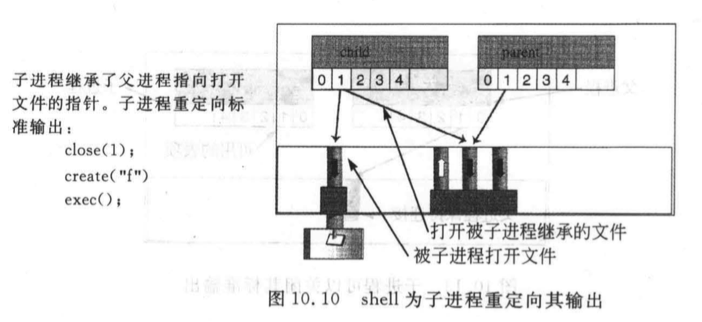 子进程继承了父进程指向打开
文件的指针。子进程重定向标
准输出：
close(1);
create("f")
exec();
child
parent
0 1 2 3 4
0 1 2 3 4
打开被子进程继承的文件
被子进程打开文件
图 10.10 shell 为子进程重定向其输出